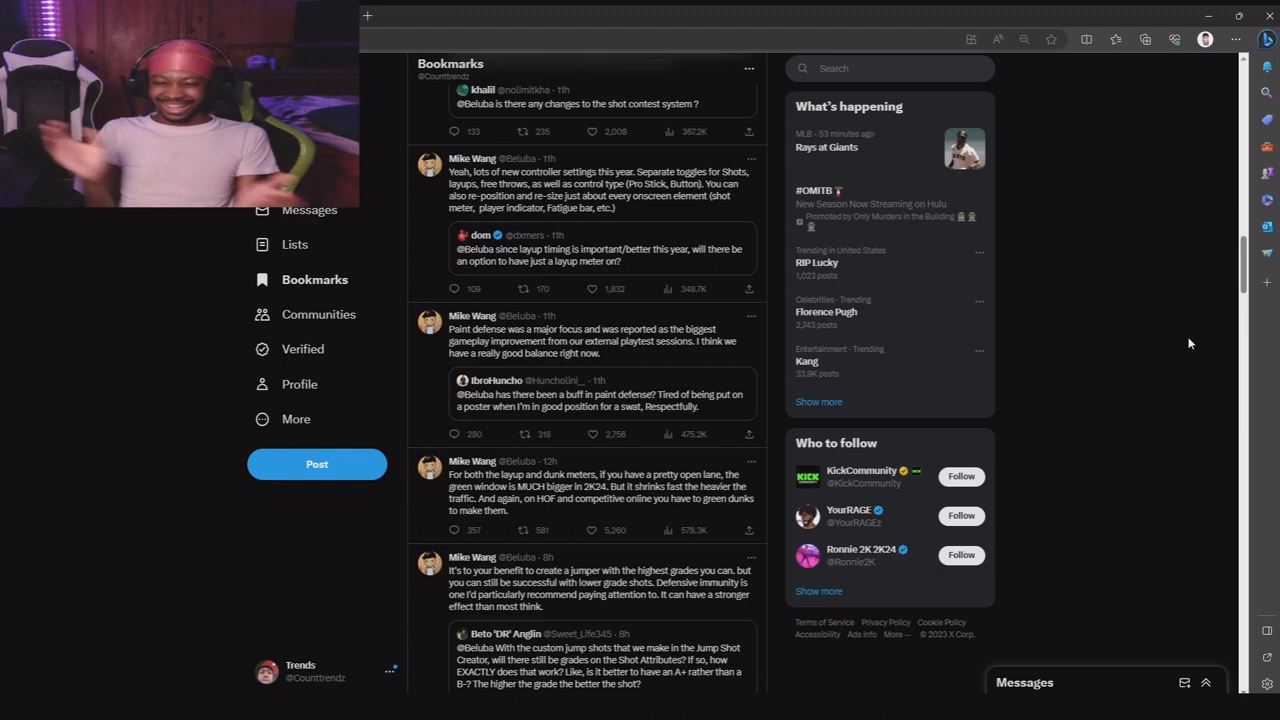 Bookmarks
@Counttrendz
khalil @nolimitkha · 11h
@Beluba is there any changes to the shot contest system ?
133 235 2,008 367.2K
Mike Wang @Beluba · 11h
Yeah, lots of new controller settings this year. Separate toggles for Shots,
layups, free throws, as well as control type (Pro Stick, Button). You can
also re-position and re-size just about every onscreen element (shot
meter, player indicator, Fatigue bar, etc.)
dom @dxmers · 11h
@Beluba since layup timing is important/better this year, will there be
an option to have just a layup meter on?
109 170 1,832 348.7K
Mike Wang @Beluba · 11h
Paint defense was a major focus and was reported as the biggest
gameplay improvement from our external playtest sessions. I think we
have a really good balance right now.
IbroHuncho @Huncholini_ · 11h
@Beluba has there been a buff in paint defense? Tired of being put on
a poster when I'm in good position for a swat, Respectfully.
280 318 2,756 475.2K
Mike Wang @Beluba · 12h
For both the layup and dunk meters, if you have a pretty open lane, the
green window is MUCH bigger in 2K24. But it shrinks fast the heavier the
traffic. And again, on HOF and competitive online you have to green dunks
to make them.
357 581 5,260 578.3K
Mike Wang @Beluba · 8h
It's to your benefit to create a jumper with the highest grades you can. but
you can still be successful with lower grade shots. Defensive immunity is
one I'd particularly recommend paying attention to. It can have a stronger
effect than most think.
Beto 'DR' Anglin @Sweet_Life345 · 8h
@Beluba With the custom jump shots that we make in the Jump Shot
Creator, will there still be grades on the Shot Attributes? If so, how
EXACTLY does that work? Like, is it better to have an A+ rather than a
B-? The higher the grade the better the shot?
Messages
Lists
Bookmarks
Communities
Verified
Profile
More
Post
Trends
@Counttrendz
Search
What's happening
MLB · 53 minutes ago
Rays at Giants
#OMITB
New Season Now Streaming on Hulu
Promoted by Only Murders in the Building
Trending in United States
RIP Lucky
1,023 posts
Celebrities · Trending
Florence Pugh
2,743 posts
Entertainment · Trending
Kang
33.9K posts
Show more
Who to follow
KICK
KickCommunity
@KickCommunity
Follow
YourRAGE
@YourRAGEz
Follow
Ronnie 2K 2K24
@Ronnie2K
Follow
Show more
Terms of Service Privacy Policy Cookie Policy
Accessibility Ads info More ··· © 2023 X Corp.
Messages